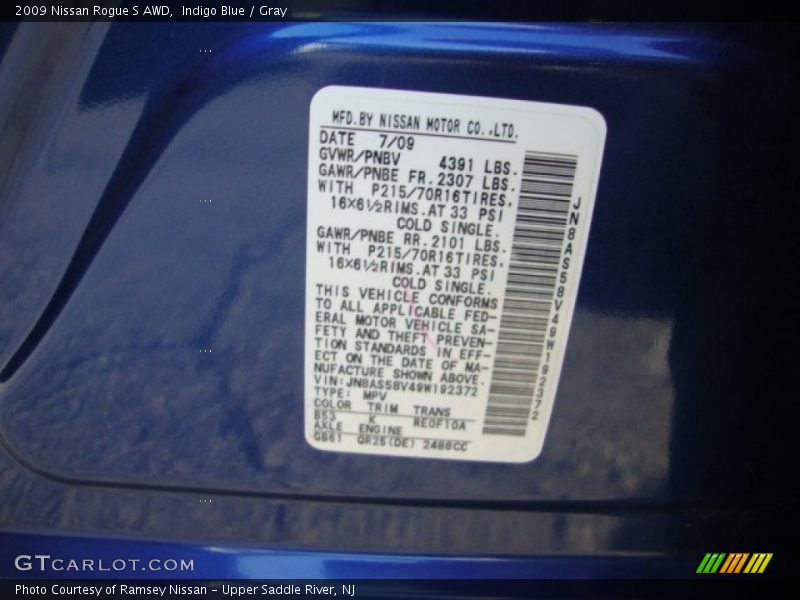 2009 Nissan Rogue S AWD, Indigo Blue / Gray
MFD.BY NISSAN MOTOR CO.,LTD.
DATE 7/09
GVWR/PNBV 4391 LBS.
GAWR/PNBE FR.2307 LBS.
WITH P215/70R16TIRES.
16×6½RIMS.AT 33 PSI
COLD SINGLE.
GAWR/PNBE RR.2101 LBS.
WITH P215/70R16TIRES.
16×6½RIMS.AT 33 PSI
COLD SINGLE.
THIS VEHICLE CONFORMS
TO ALL APPLICABLE FED-
ERAL MOTOR VEHICLE SA-
FETY AND THEFT PREVEN-
TION STANDARDS IN EFF-
ECT ON THE DATE OF MA-
NUFACTURE SHOWN ABOVE.
VIN:JN8AS58V49W192372
TYPE: MPV
COLOR TRIM TRANS
B53 K RE0F10A
AXLE ENGINE
GB61 QR25(DE) 2488CC
JN8AS58V49W192372
GTCARLOT.COM
Photo Courtesy of Ramsey Nissan - Upper Saddle River, NJ